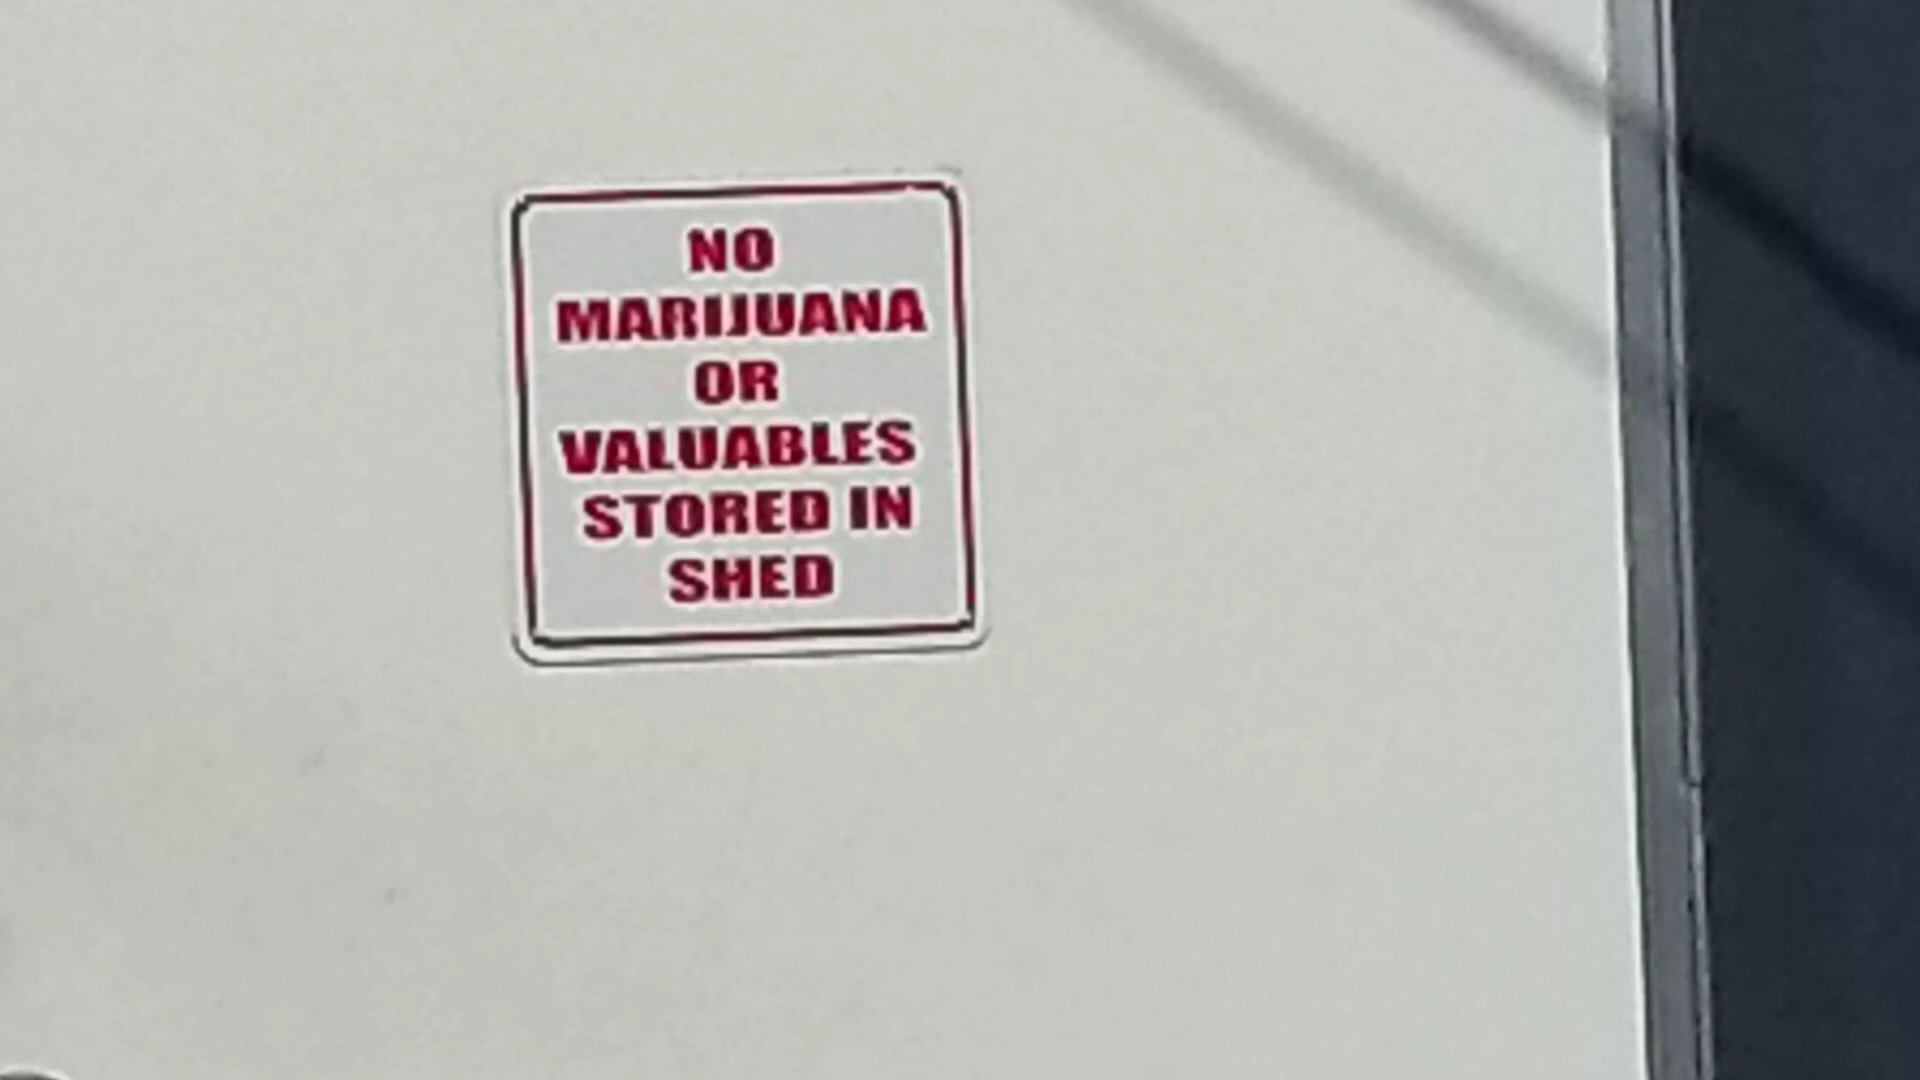 NO
MARIJUANA
OR
VALUABLES
STORED IN
SHED